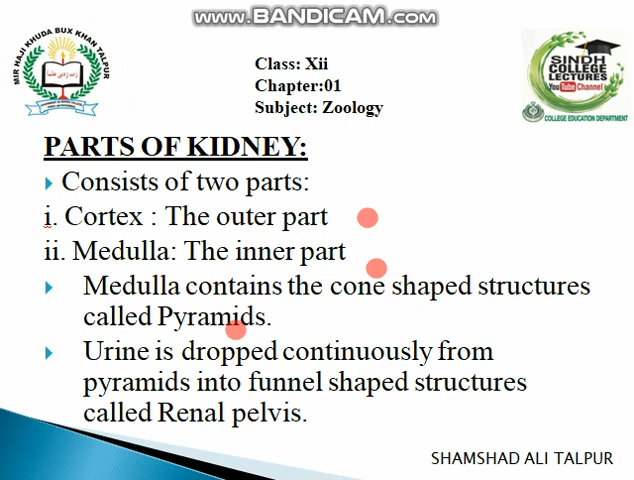 www.BANDICAM.com
MIR HAJI KHUDA BUX KHAN TALPUR
Class: Xii
Chapter:01
Subject: Zoology
SINDH
COLLEGE
LECTURES
YouTube Channel
COLLEGE EDUCATION DEPARTMENT
PARTS OF KIDNEY:
Consists of two parts:
i. Cortex : The outer part
ii. Medulla: The inner part
Medulla contains the cone shaped structures
called Pyramids.
Urine is dropped continuously from
pyramids into funnel shaped structures
called Renal pelvis.
SHAMSHAD ALI TALPUR